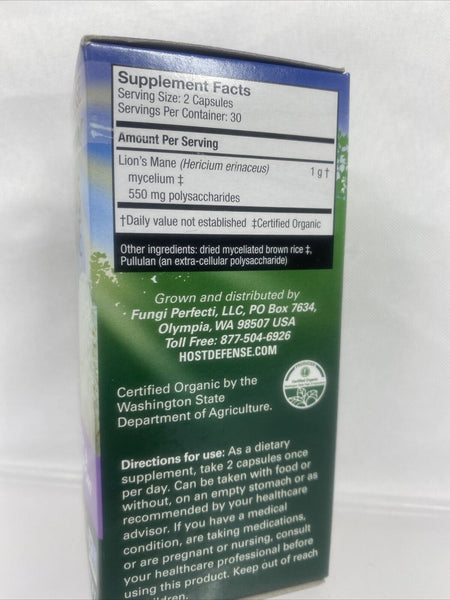 Supplement Facts
Serving Size: 2 Capsules
Servings Per Container: 30
Amount Per Serving
Lion's Mane (Hericium erinaceus) 1 g †
mycelium ‡
550 mg polysaccharides
†Daily value not established ‡Certified Organic
Other ingredients: dried myceliated brown rice ‡,
Pullulan (an extra-cellular polysaccharide)
Grown and distributed by
Fungi Perfecti, LLC, PO Box 7634,
Olympia, WA 98507 USA
Toll Free: 877-504-6926
HOSTDEFENSE.COM
Certified Organic by the
Washington State
Department of Agriculture.
Directions for use: As a dietary
supplement, take 2 capsules once
per day. Can be taken with food or
without, on an empty stomach or as
recommended by your healthcare
advisor. If you have a medical
condition, are taking medications,
or are pregnant or nursing, consult
your healthcare professional before
using this product. Keep out of reach